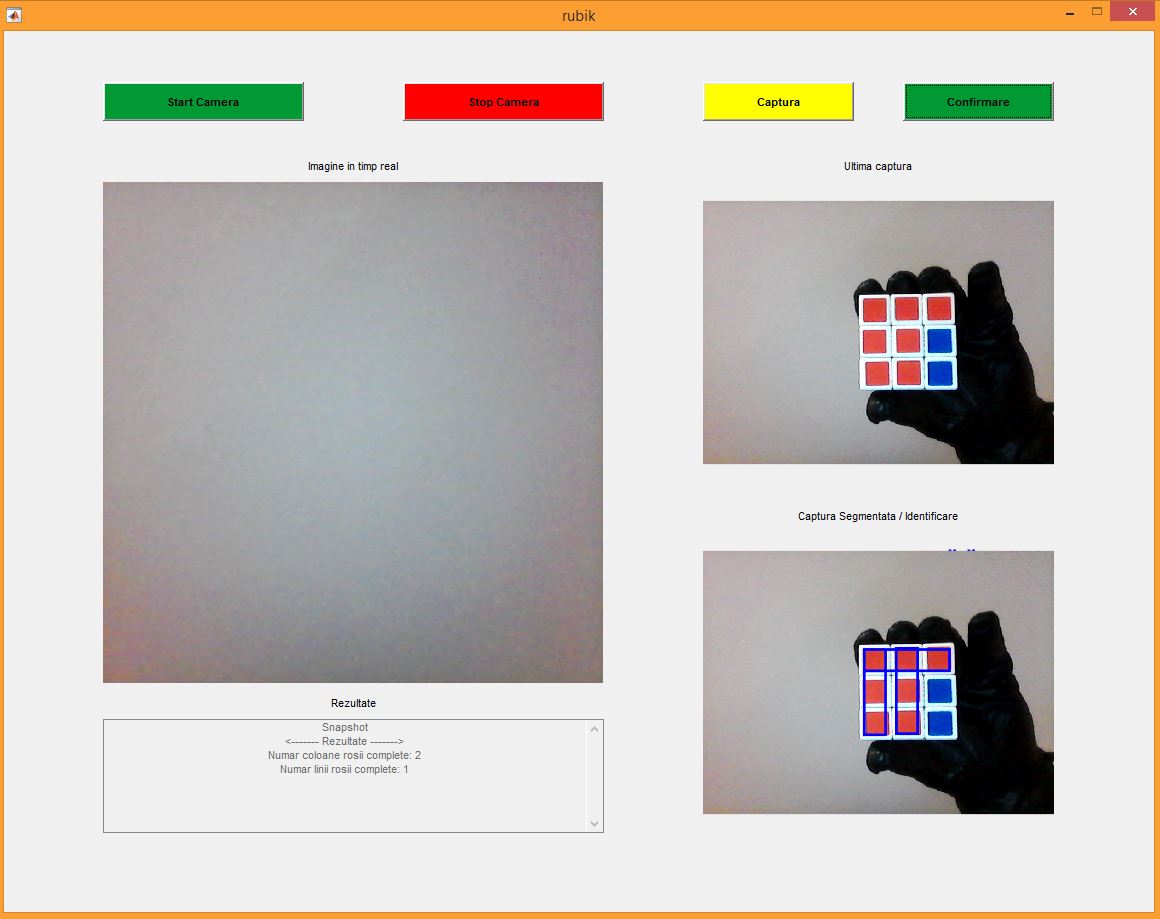 rubik
Start Camera
Stop Camera
Captura
Confirmare
Imagine in timp real
Ultima captura
Captura Segmentata / Identificare
Rezultate
Snapshot
<------- Rezultate ------->
Numar coloane rosii complete: 2
Numar linii rosii complete: 1